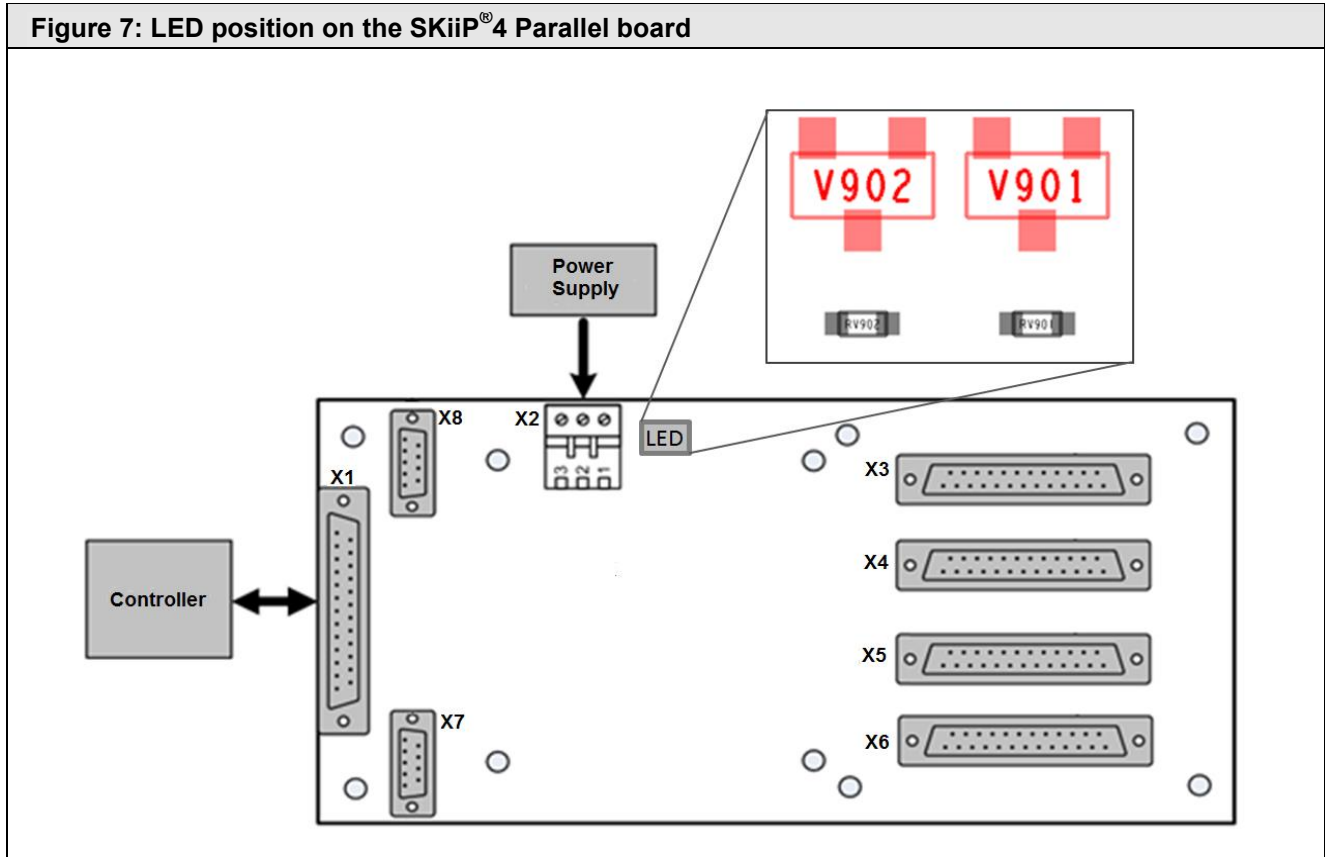 Figure 7: LED position on the SKiiP®4 Parallel board
V902 V901
RV902 RV901
Power
Supply
X8
X2
LED
3 2 1
X1
X3
X4
Controller
X5
X7
X6